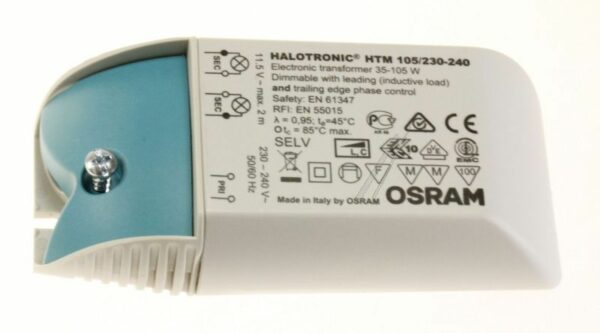 HALOTRONIC® HTM 105/230-240
Electronic transformer 35-105 W
Dimmable with leading (inductive load)
and trailing edge phase control
Safety: EN 61347
RFI: EN 55015
λ = 0,95; ta=45°C
tc = 85°C max.
SELV
L,C
10
EMC
F
M
M
100
Made in Italy by OSRAM
OSRAM
SEC
SEC
11.5 V~ max. 2 m
PRI
230 – 240 V~
50/60 Hz
CE